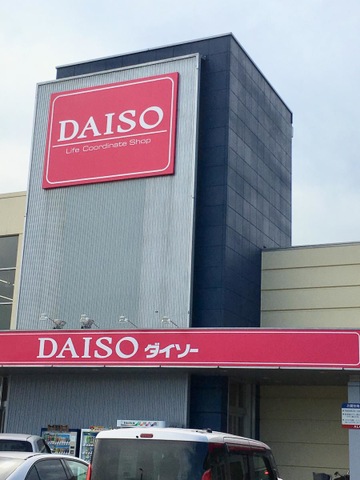 DAISO
Life Coordinate Shop
DAISO ダイソー